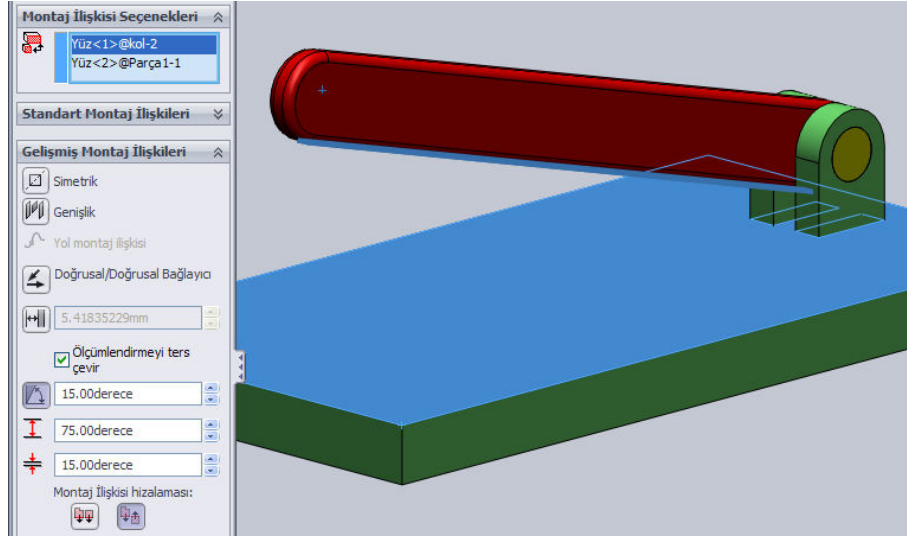 Montaj İlişkisi Seçenekleri
Yüz<1>@kol-2
Yüz<2>@Parça1-1
Standart Montaj İlişkileri
Gelişmiş Montaj İlişkileri
Simetrik
Genişlik
Yol montaj ilişkisi
Doğrusal/Doğrusal Bağlayıcı
5.41835229mm
Ölçümlendirmeyi ters
çevir
15.00derece
75.00derece
15.00derece
Montaj İlişkisi hizalaması: